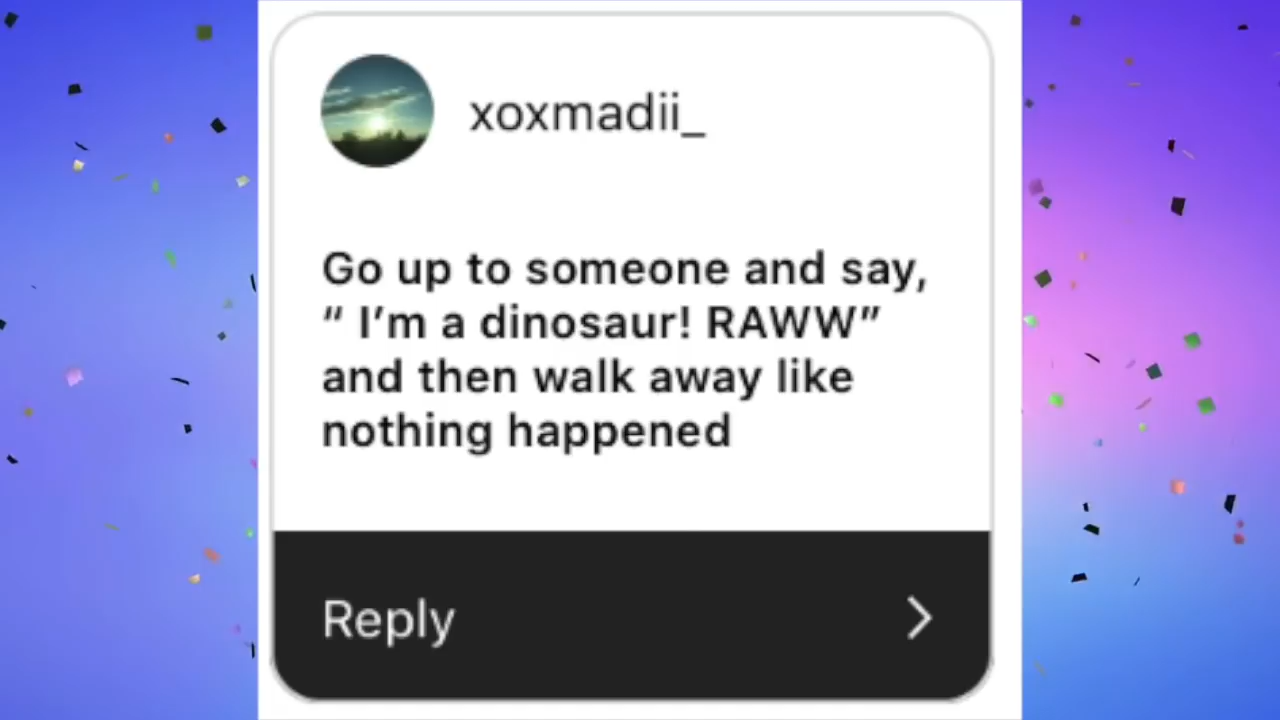 xoxmadii_
Go up to someone and say,
“ I’m a dinosaur! RAWW”
and then walk away like
nothing happened
Reply